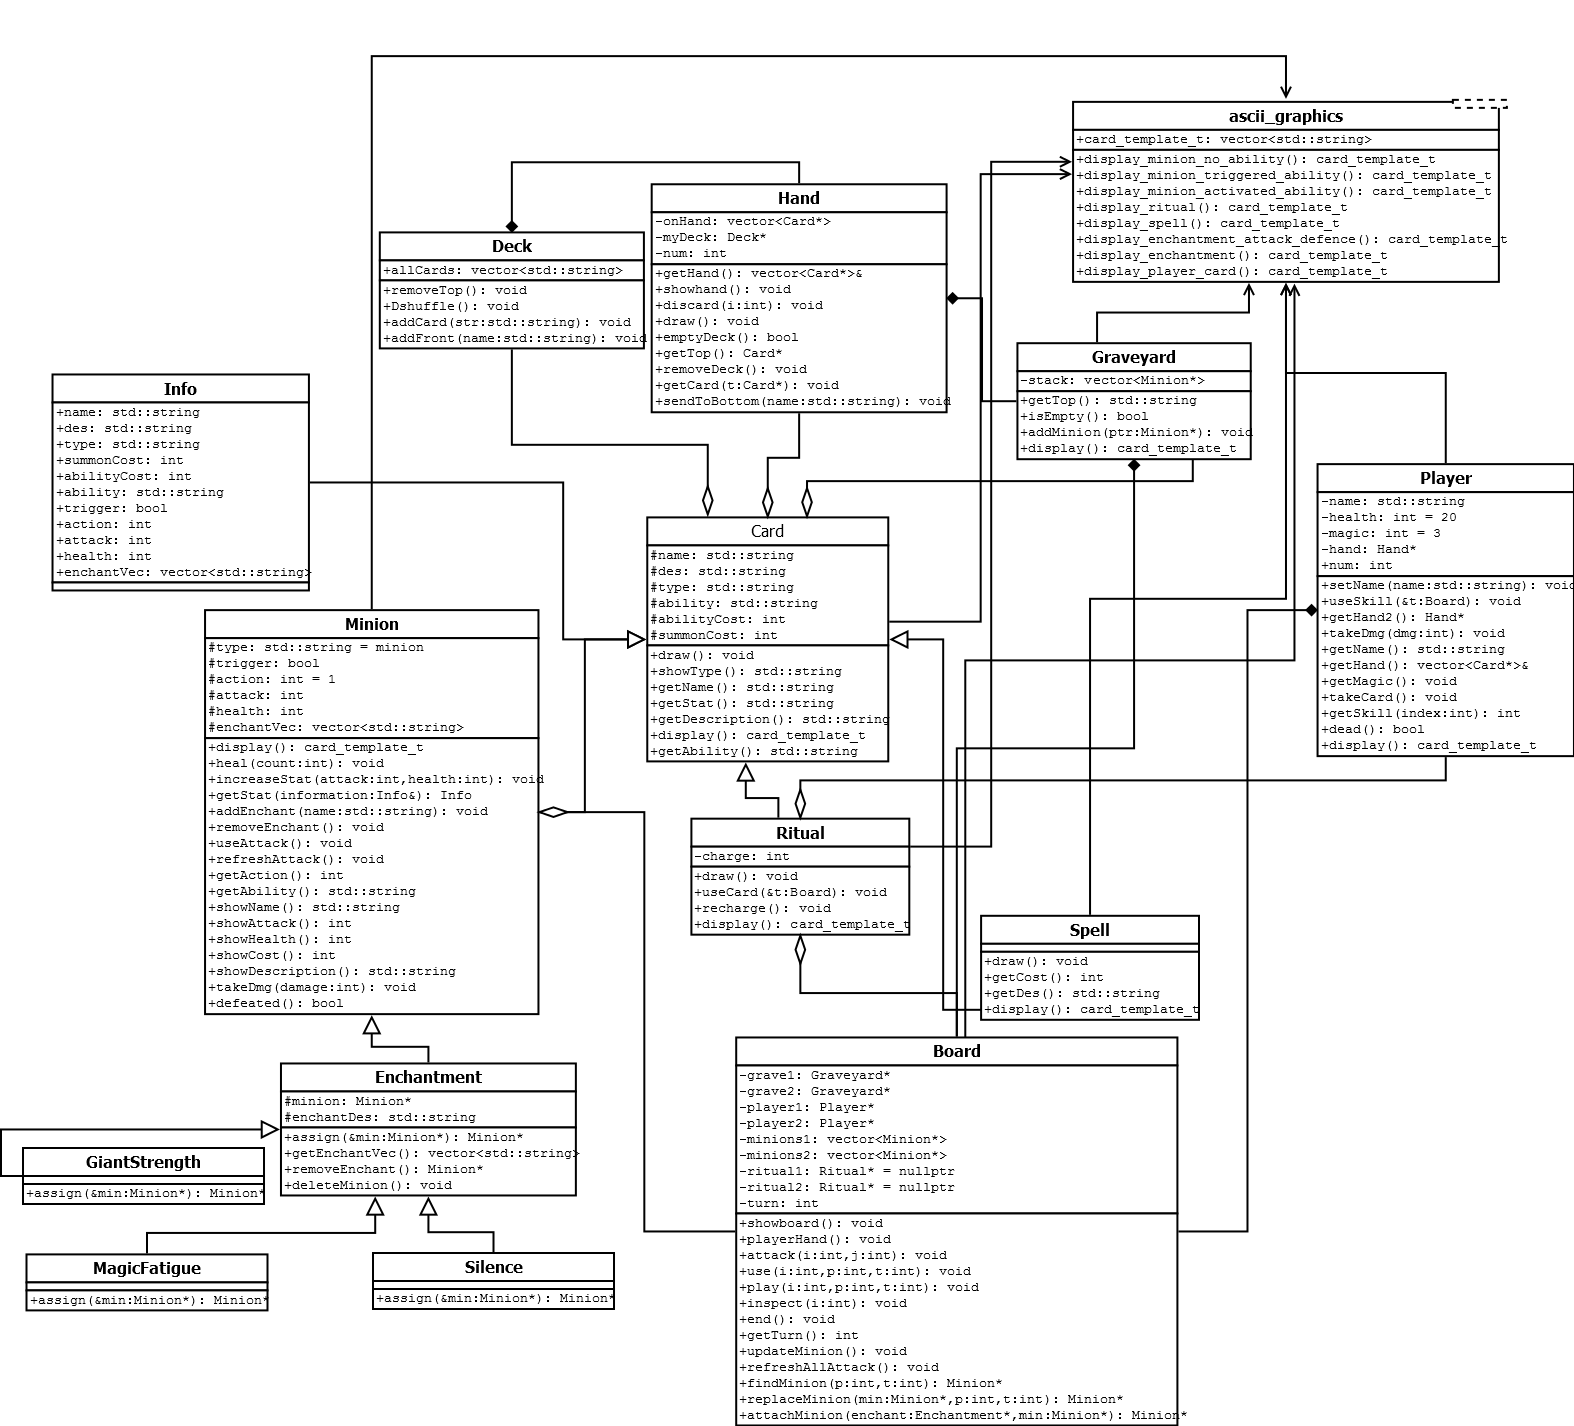 ascii_graphics
+card_template_t: vector<std::string>
+display_minion_no_ability(): card_template_t
+display_minion_triggered_ability(): card_template_t
+display_minion_activated_ability(): card_template_t
+display_ritual(): card_template_t
+display_spell(): card_template_t
+display_enchantment_attack_defence(): card_template_t
+display_enchantment(): card_template_t
+display_player_card(): card_template_t
Hand
-onHand: vector<Card*>
-myDeck: Deck*
-num: int
+getHand(): vector<Card*>&
+showhand(): void
+discard(i:int): void
+draw(): void
+emptyDeck(): bool
+getTop(): Card*
+removeDeck(): void
+getCard(t:Card*): void
+sendToBottom(name:std::string): void
Deck
+allCards: vector<std::string>
+removeTop(): void
+Dshuffle(): void
+addCard(str:std::string): void
+addFront(name:std::string): void
Graveyard
-stack: vector<Minion*>
+getTop(): std::string
+isEmpty(): bool
+addMinion(ptr:Minion*): void
+display(): card_template_t
Info
+name: std::string
+des: std::string
+type: std::string
+summonCost: int
+abilityCost: int
+ability: std::string
+trigger: bool
+action: int
+attack: int
+health: int
+enchantVec: vector<std::string>
Player
-name: std::string
-health: int = 20
-magic: int = 3
-hand: Hand*
+num: int
+setName(name:std::string): void
+useSkill(&t:Board): void
+getHand2(): Hand*
+takeDmg(dmg:int): void
+getName(): std::string
+getHand(): vector<Card*>&
+getMagic(): void
+takeCard(): void
+getSkill(index:int): int
+dead(): bool
+display(): card_template_t
Card
#name: std::string
#des: std::string
#type: std::string
#ability: std::string
#abilityCost: int
#summonCost: int
+draw(): void
+showType(): std::string
+getName(): std::string
+getStat(): std::string
+getDescription(): std::string
+display(): card_template_t
+getAbility(): std::string
Minion
#type: std::string = minion
#trigger: bool
#action: int = 1
#attack: int
#health: int
#enchantVec: vector<std::string>
+display(): card_template_t
+heal(count:int): void
+increaseStat(attack:int,health:int): void
+getStat(information:Info&): Info
+addEnchant(name:std::string): void
+removeEnchant(): void
+useAttack(): void
+refreshAttack(): void
+getAction(): int
+getAbility(): std::string
+showName(): std::string
+showAttack(): int
+showHealth(): int
+showCost(): int
+showDescription(): std::string
+takeDmg(damage:int): void
+defeated(): bool
Ritual
-charge: int
+draw(): void
+useCard(&t:Board): void
+recharge(): void
+display(): card_template_t
Spell
+draw(): void
+getCost(): int
+getDes(): std::string
+display(): card_template_t
Enchantment
#minion: Minion*
#enchantDes: std::string
+assign(&min:Minion*): Minion*
+getEnchantVec(): vector<std::string>
+removeEnchant(): Minion*
+deleteMinion(): void
GiantStrength
+assign(&min:Minion*): Minion*
MagicFatigue
+assign(&min:Minion*): Minion*
Silence
+assign(&min:Minion*): Minion*
Board
-grave1: Graveyard*
-grave2: Graveyard*
-player1: Player*
-player2: Player*
-minions1: vector<Minion*>
-minions2: vector<Minion*>
-ritual1: Ritual* = nullptr
-ritual2: Ritual* = nullptr
-turn: int
+showboard(): void
+playerHand(): void
+attack(i:int,j:int): void
+use(i:int,p:int,t:int): void
+play(i:int,p:int,t:int): void
+inspect(i:int): void
+end(): void
+getTurn(): int
+updateMinion(): void
+refreshAllAttack(): void
+findMinion(p:int,t:int): Minion*
+replaceMinion(min:Minion*,p:int,t:int): Minion*
+attachMinion(enchant:Enchantment*,min:Minion*): Minion*